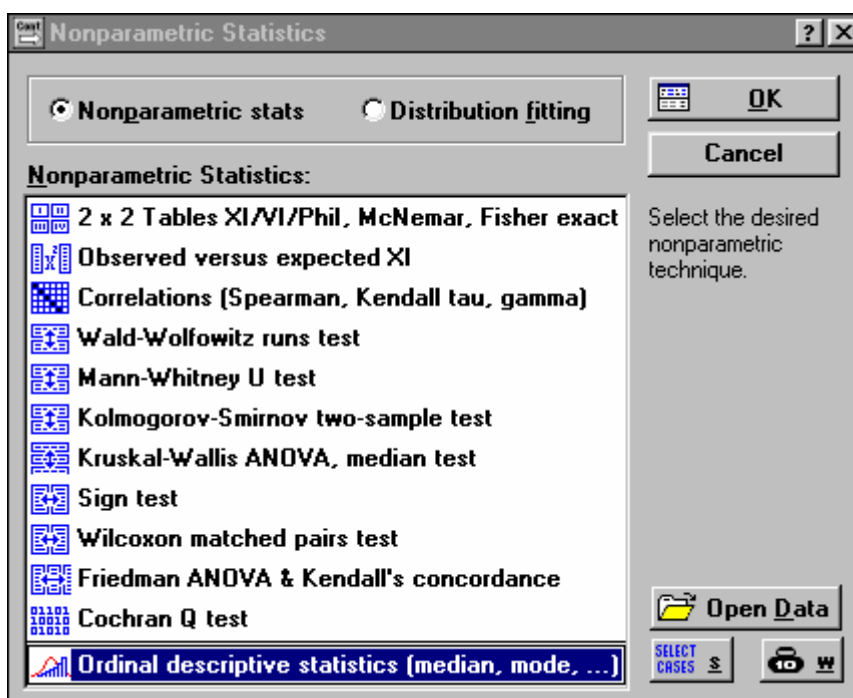 Nonparametric Statistics
Nonparametric stats
Distribution fitting
OK
Cancel
Nonparametric Statistics:
2 x 2 Tables XI/VI/Phil, McNemar, Fisher exact
Observed versus expected XI
Correlations (Spearman, Kendall tau, gamma)
Wald-Wolfowitz runs test
Mann-Whitney U test
Kolmogorov-Smirnov two-sample test
Kruskal-Wallis ANOVA, median test
Sign test
Wilcoxon matched pairs test
Friedman ANOVA & Kendall's concordance
Cochran Q test
Ordinal descriptive statistics (median, mode, ...)
Select the desired
nonparametric
technique.
Open Data
SELECT
CASES S
W